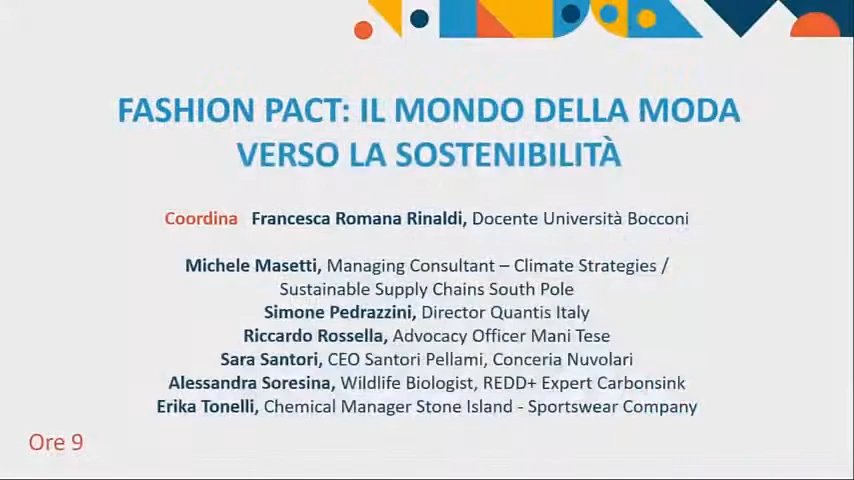 FASHION PACT: IL MONDO DELLA MODA
VERSO LA SOSTENIBILITÀ
Coordina Francesca Romana Rinaldi, Docente Università Bocconi
Michele Masetti, Managing Consultant – Climate Strategies /
Sustainable Supply Chains South Pole
Simone Pedrazzini, Director Quantis Italy
Riccardo Rossella, Advocacy Officer Mani Tese
Sara Santori, CEO Santori Pellami, Conceria Nuvolari
Alessandra Soresina, Wildlife Biologist, REDD+ Expert Carbonsink
Erika Tonelli, Chemical Manager Stone Island - Sportswear Company
Ore 9